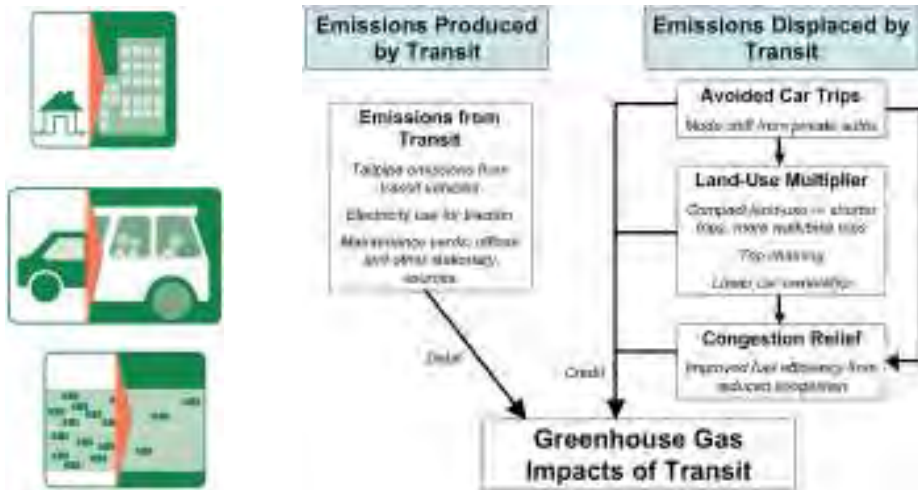 Emissions Produced
by Transit
Emissions from
Transit
Tailpipe emissions from
transit vehicles
Electricity use for traction
Maintenance yards, offices
and other stationary
sources
Debit
Emissions Displaced by
Transit
Avoided Car Trips
Mode shift from private autos
Land-Use Multiplier
Compact land-use — shorter
trips, more walk/bike trips
Trip chaining
Lower car ownership
Congestion Relief
Improved fuel efficiency from
reduced congestion
Credit
Greenhouse Gas
Impacts of Transit